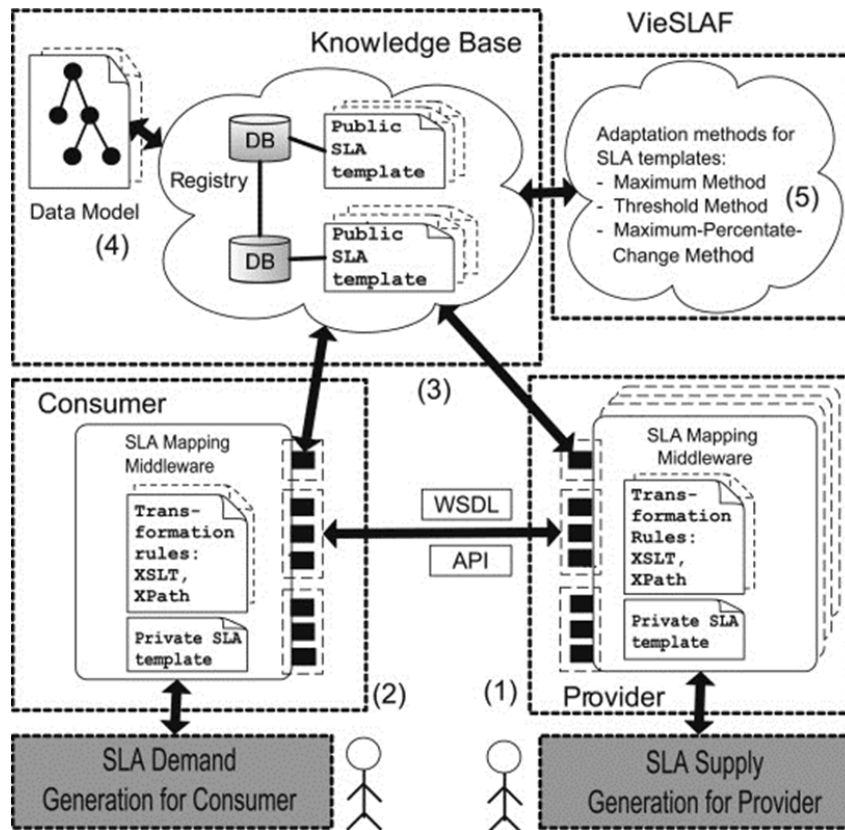 Knowledge Base
VieSLAF
DB
Public
SLA
template
Registry
Data Model
(4)
DB
Public
SLA
template
Adaptation methods for
SLA templates:
- Maximum Method
- Threshold Method
- Maximum-Percentate-
Change Method
(5)
(3)
Consumer
SLA Mapping
Middleware
Trans-
formation
rules:
XSLT,
XPath
Private SLA
template
WSDL
API
SLA Mapping
Middleware
Trans-
formation
Rules:
XSLT,
XPath
Private SLA
template
(2)
(1)
Provider
SLA Demand
Generation for Consumer
SLA Supply
Generation for Provider